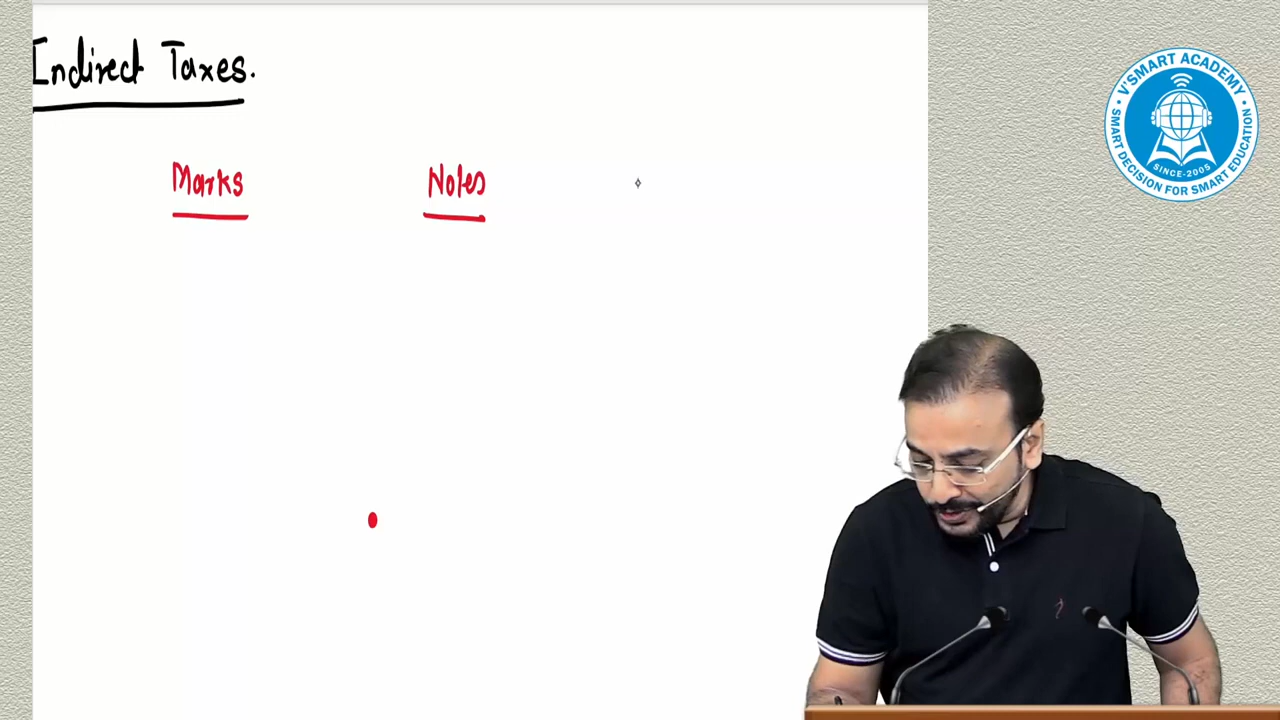 Indirect Taxes.
Marks Notes
V'SMART ACADEMY
SINCE-2005
SMART DECISION FOR SMART EDUCATION